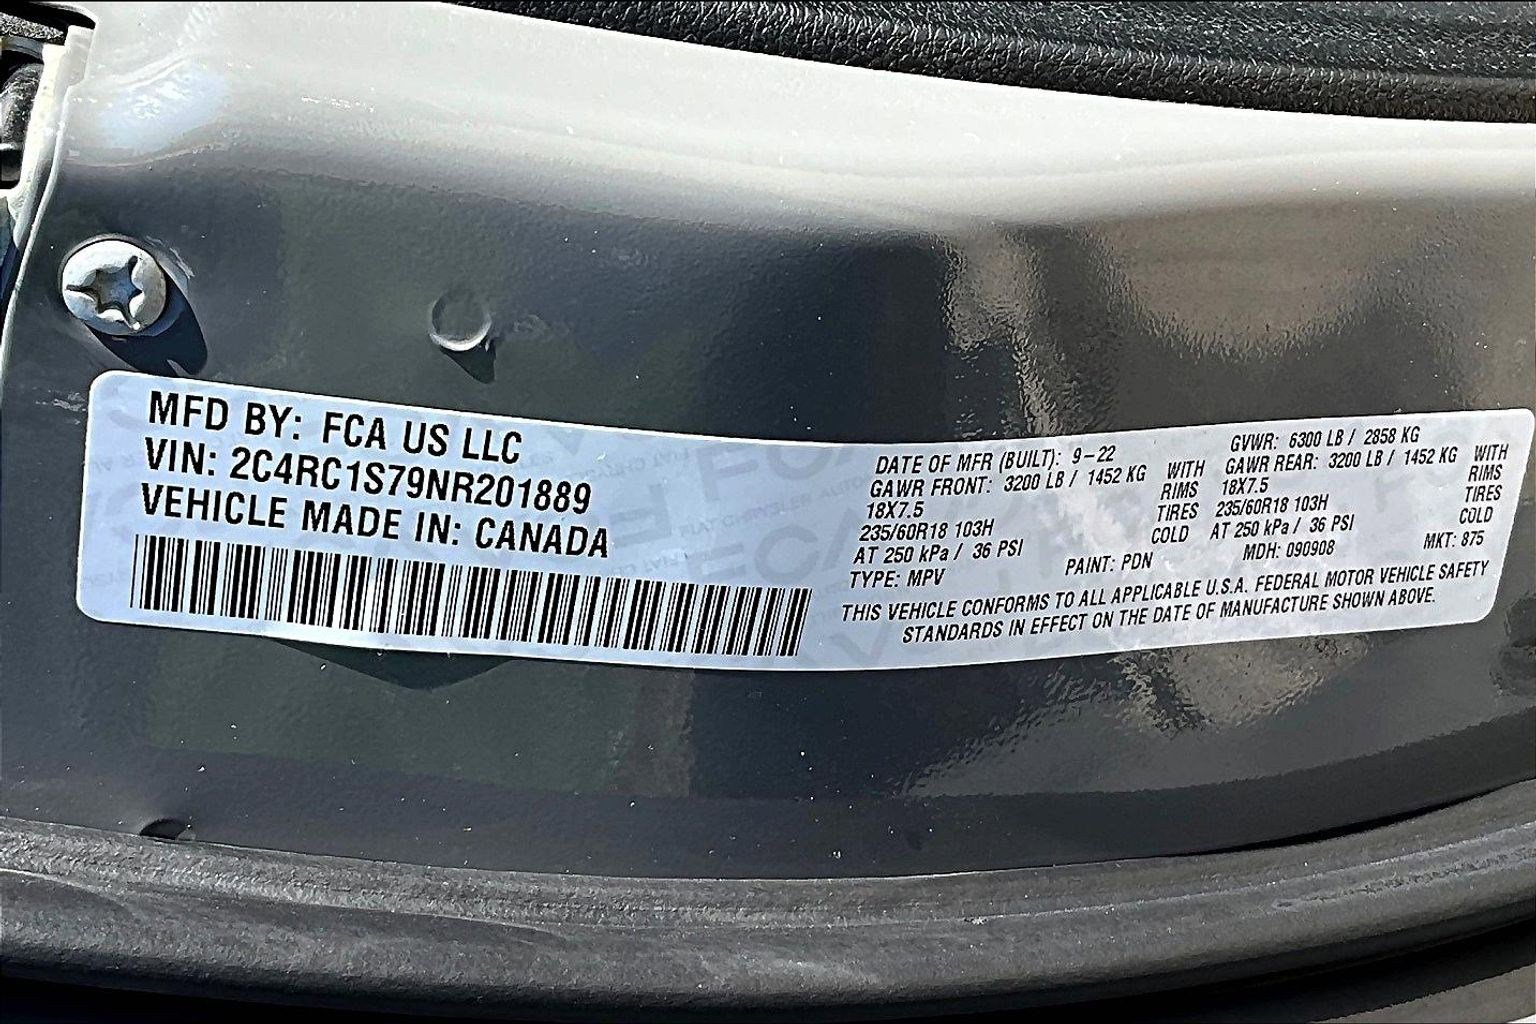 MFD BY: FCA US LLC
VIN: 2C4RC1S79NR201889
VEHICLE MADE IN: CANADA
DATE OF MFR (BUILT): 9-22 GVWR: 6300 LB / 2858 KG
GAWR FRONT: 3200 LB / 1452 KG WITH GAWR REAR: 3200 LB / 1452 KG WITH
18X7.5 RIMS 18X7.5 RIMS
235/60R18 103H TIRES 235/60R18 103H TIRES
AT 250 kPa / 36 PSI COLD AT 250 kPa / 36 PSI COLD
TYPE: MPV PAINT: PDN MDH: 090908 MKT: 875
THIS VEHICLE CONFORMS TO ALL APPLICABLE U.S.A. FEDERAL MOTOR VEHICLE SAFETY
STANDARDS IN EFFECT ON THE DATE OF MANUFACTURE SHOWN ABOVE.